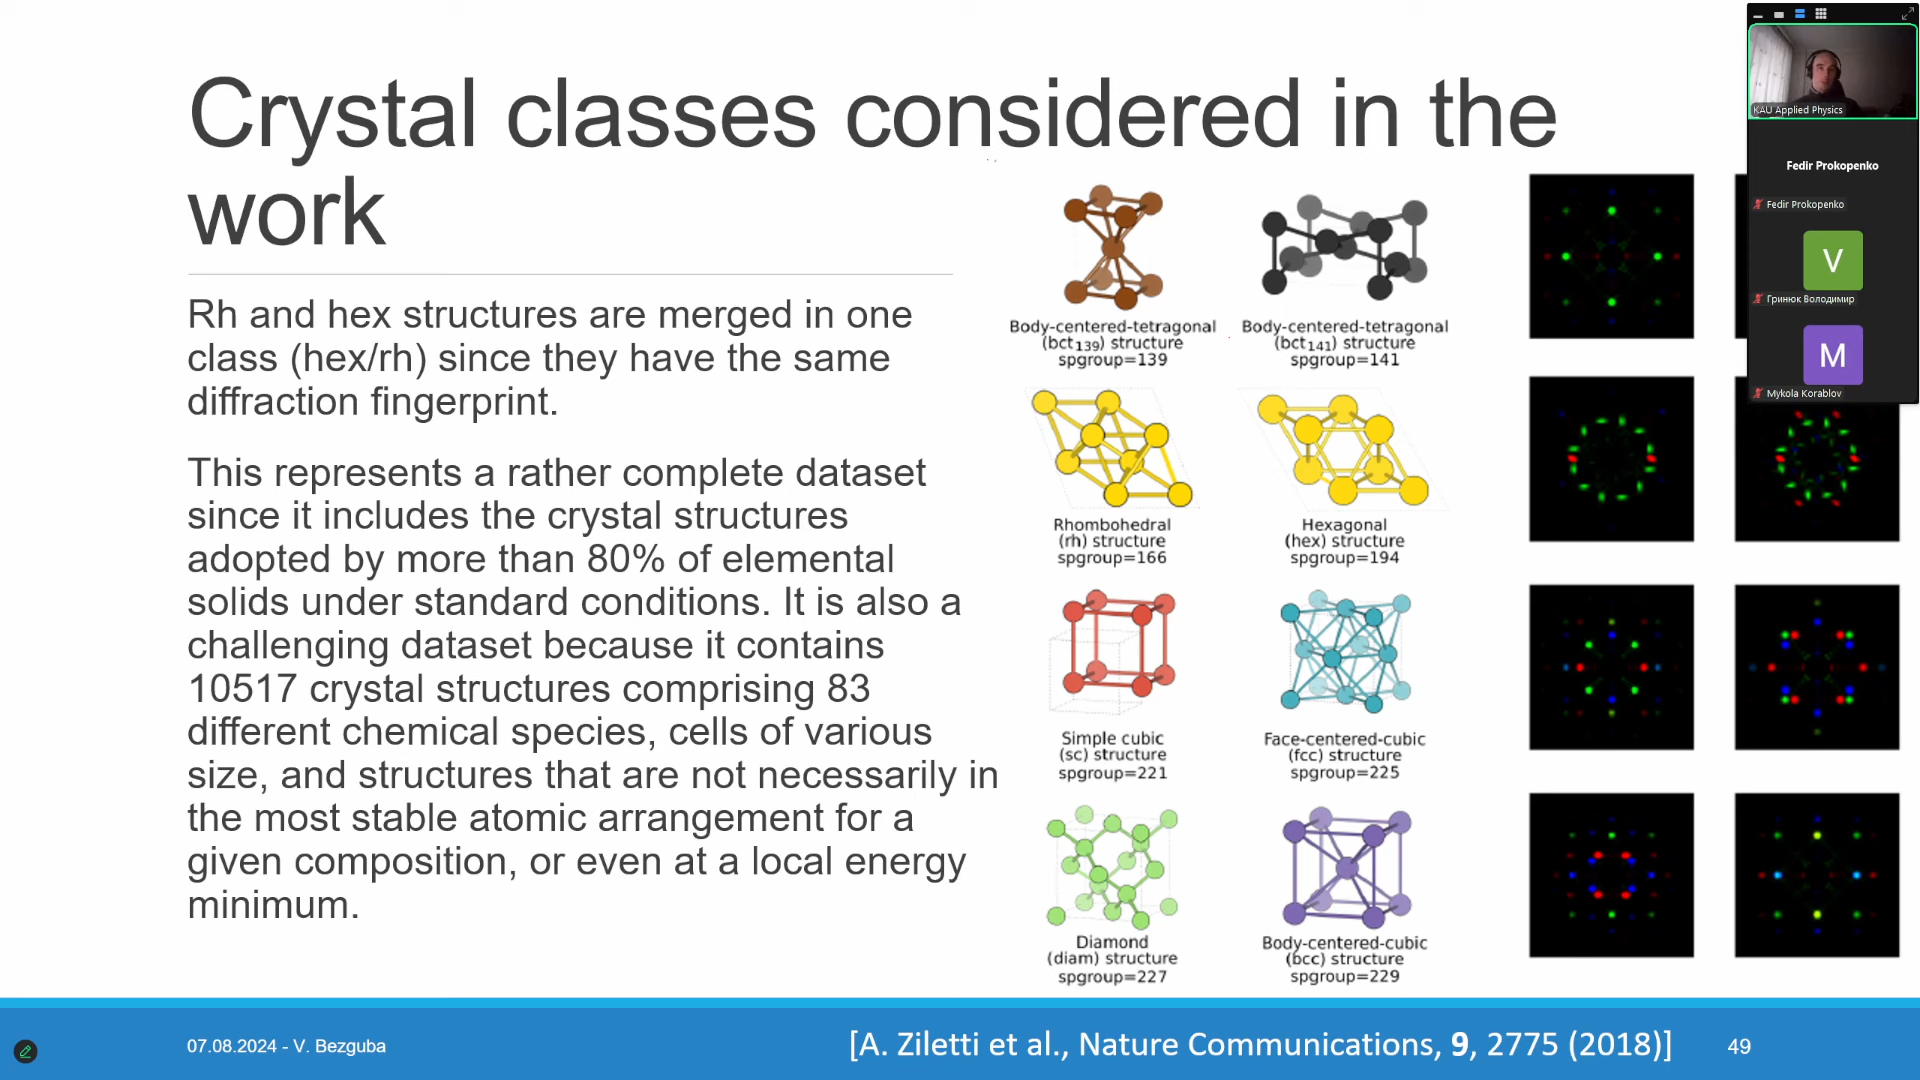 Crystal classes considered in the
work
Rh and hex structures are merged in one
class (hex/rh) since they have the same
diffraction fingerprint.
This represents a rather complete dataset
since it includes the crystal structures
adopted by more than 80% of elemental
solids under standard conditions. It is also a
challenging dataset because it contains
10517 crystal structures comprising 83
different chemical species, cells of various
size, and structures that are not necessarily in
the most stable atomic arrangement for a
given composition, or even at a local energy
minimum.
Body-centered-tetragonal
(bct139) structure
spgroup=139
Body-centered-tetragonal
(bct141) structure
spgroup=141
Rhombohedral
(rh) structure
spgroup=166
Hexagonal
(hex) structure
spgroup=194
Simple cubic
(sc) structure
spgroup=221
Face-centered-cubic
(fcc) structure
spgroup=225
Diamond
(diam) structure
spgroup=227
Body-centered-cubic
(bcc) structure
spgroup=229
KAU Applied Physics
Fedir Prokopenko
Fedir Prokopenko
V
Гринюк Володимир
M
Mykola Korablov
07.08.2024 - V. Bezguba
[A. Ziletti et al., Nature Communications, 9, 2775 (2018)]
49